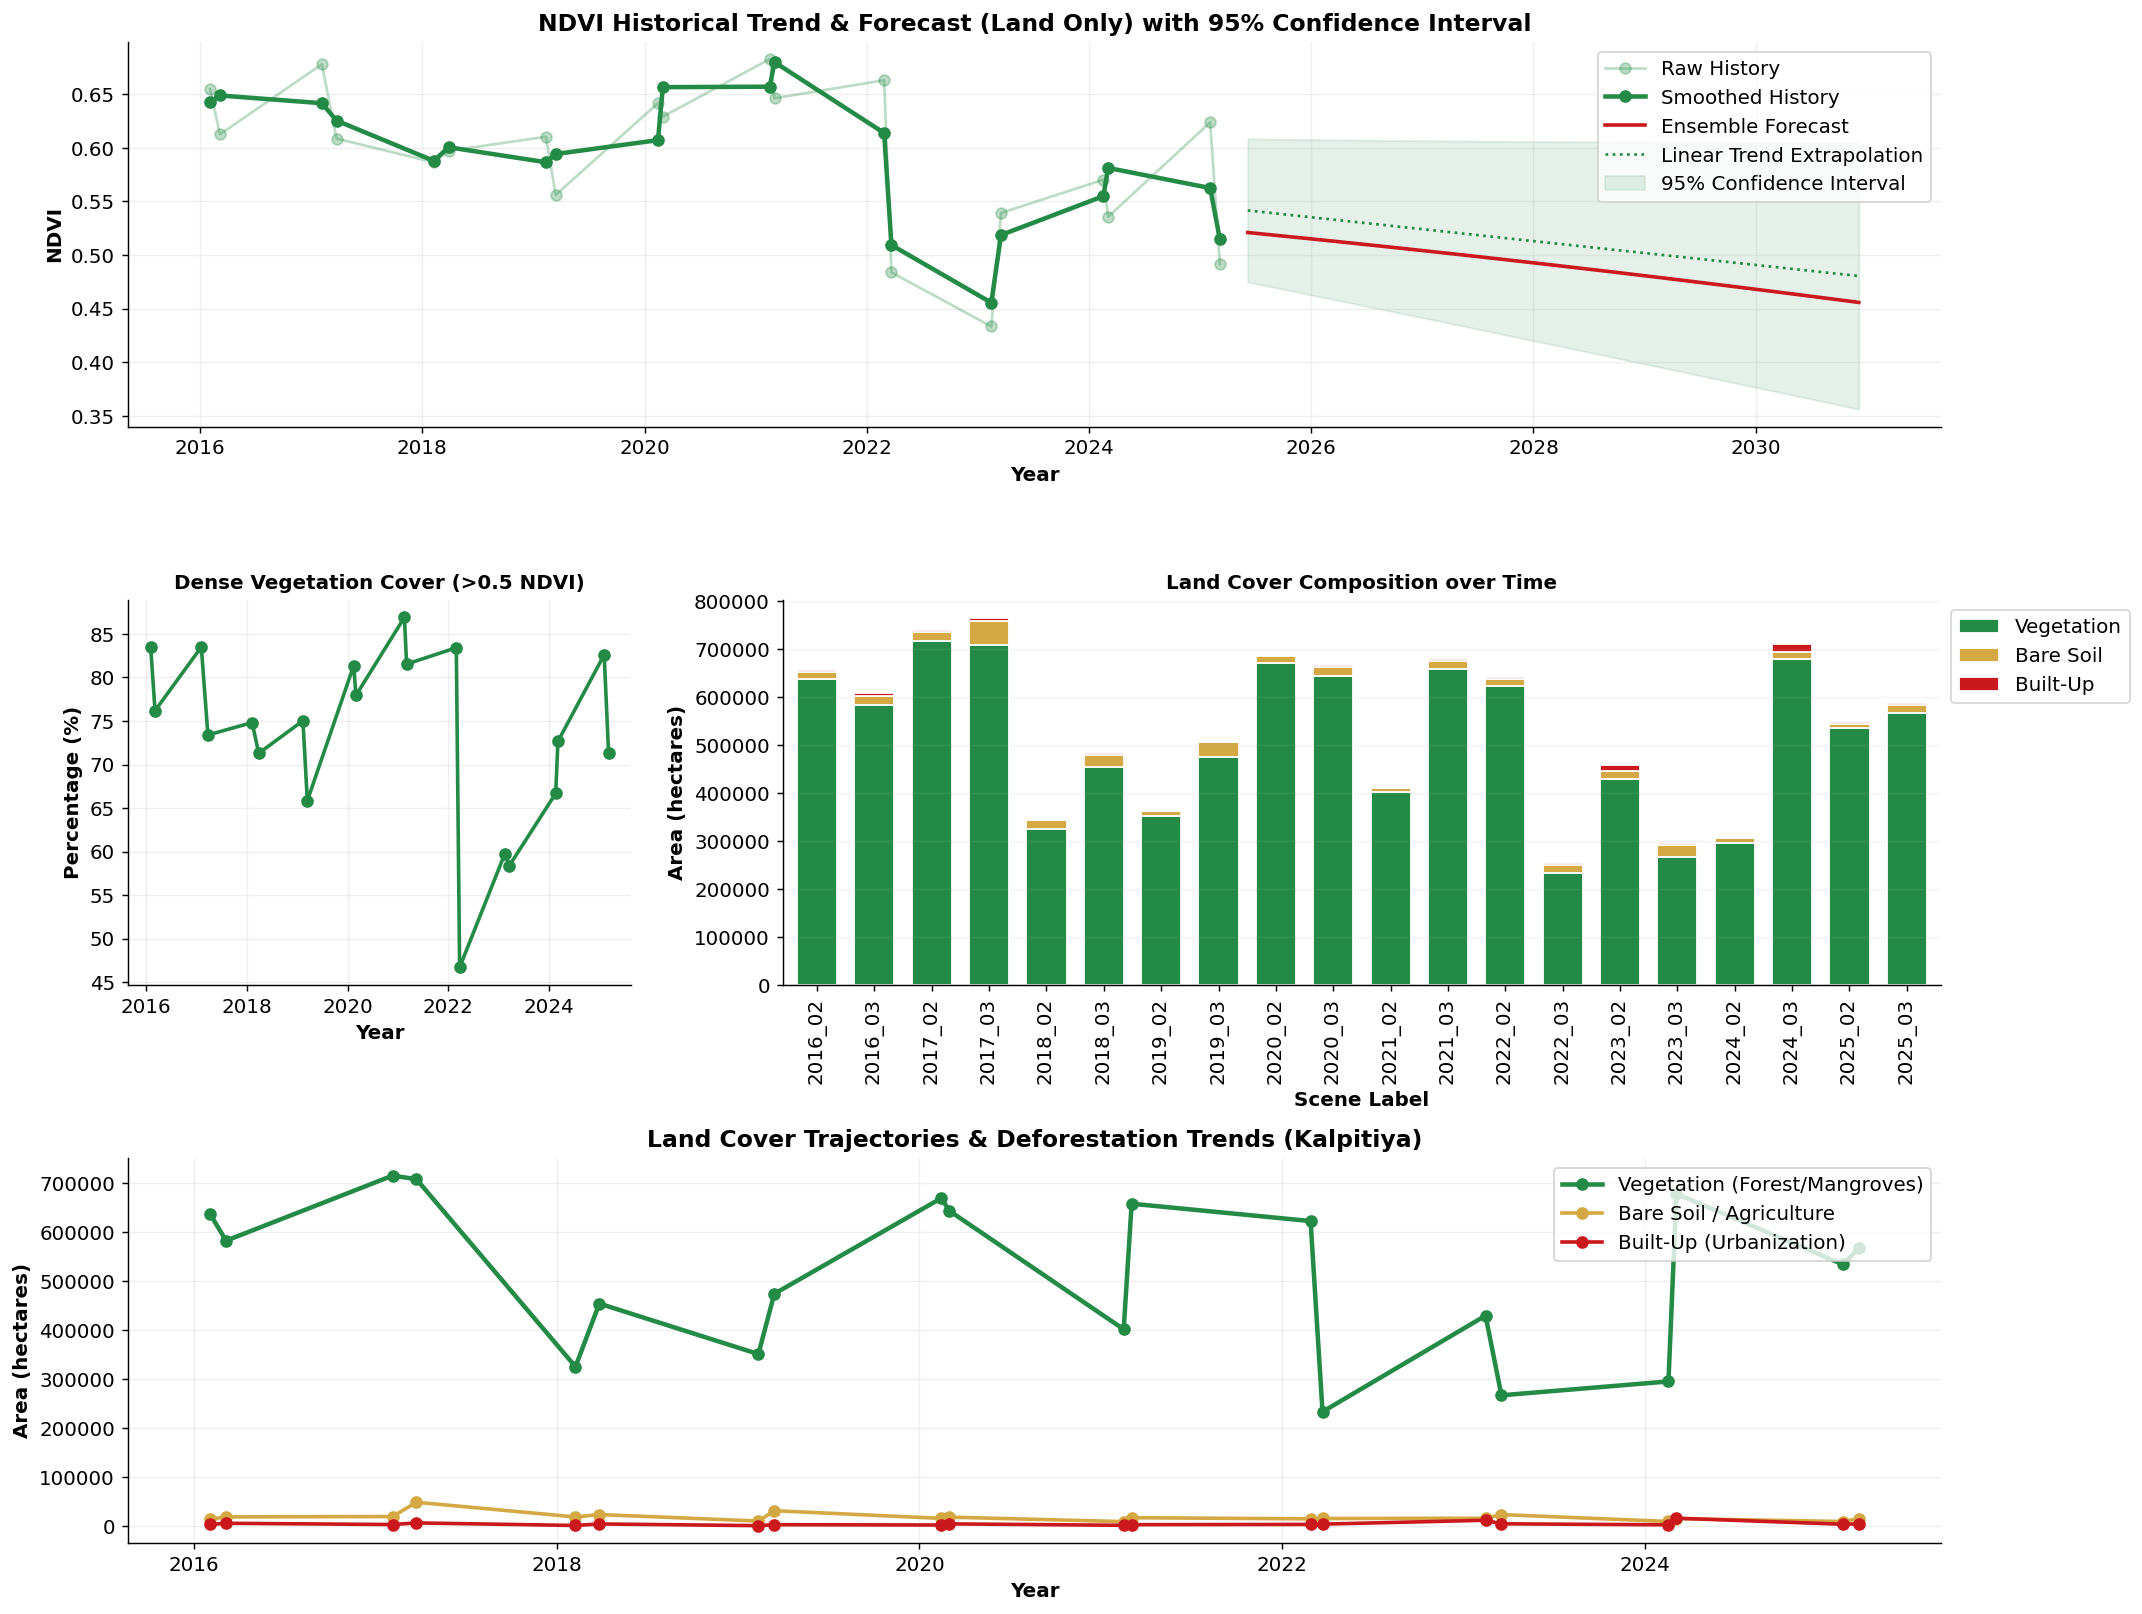 NDVI Historical Trend & Forecast (Land Only) with 95% Confidence Interval
NDVI
0.65
0.60
0.55
0.50
0.45
0.40
0.35
Raw History
Smoothed History
Ensemble Forecast
Linear Trend Extrapolation
95% Confidence Interval
2016 2018 2020 2022 2024 2026 2028 2030
Year
Dense Vegetation Cover (>0.5 NDVI)
Percentage (%)
85
80
75
70
65
60
55
50
45
2016 2018 2020 2022 2024
Year
Land Cover Composition over Time
Area (hectares)
800000
700000
600000
500000
400000
300000
200000
100000
0
Vegetation
Bare Soil
Built-Up
2016_02 2016_03 2017_02 2017_03 2018_02 2018_03 2019_02 2019_03 2020_02 2020_03 2021_02 2021_03 2022_02 2022_03 2023_02 2023_03 2024_02 2024_03 2025_02 2025_03
Scene Label
Land Cover Trajectories & Deforestation Trends (Kalpitiya)
Area (hectares)
700000
600000
500000
400000
300000
200000
100000
0
Vegetation (Forest/Mangroves)
Bare Soil / Agriculture
Built-Up (Urbanization)
2016 2018 2020 2022 2024
Year